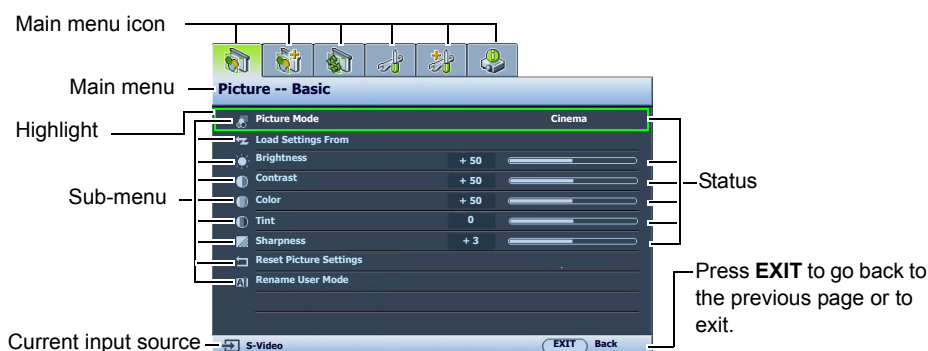 Main menu icon
Main menu
Picture -- Basic
Highlight
Picture Mode Cinema
Load Settings From
Brightness + 50
Contrast + 50
Status
Sub-menu
Color + 50
Tint 0
Sharpness + 3
Reset Picture Settings
Rename User Mode
Press EXIT to go back to
the previous page or to
exit.
Current input source
S-Video
EXIT Back